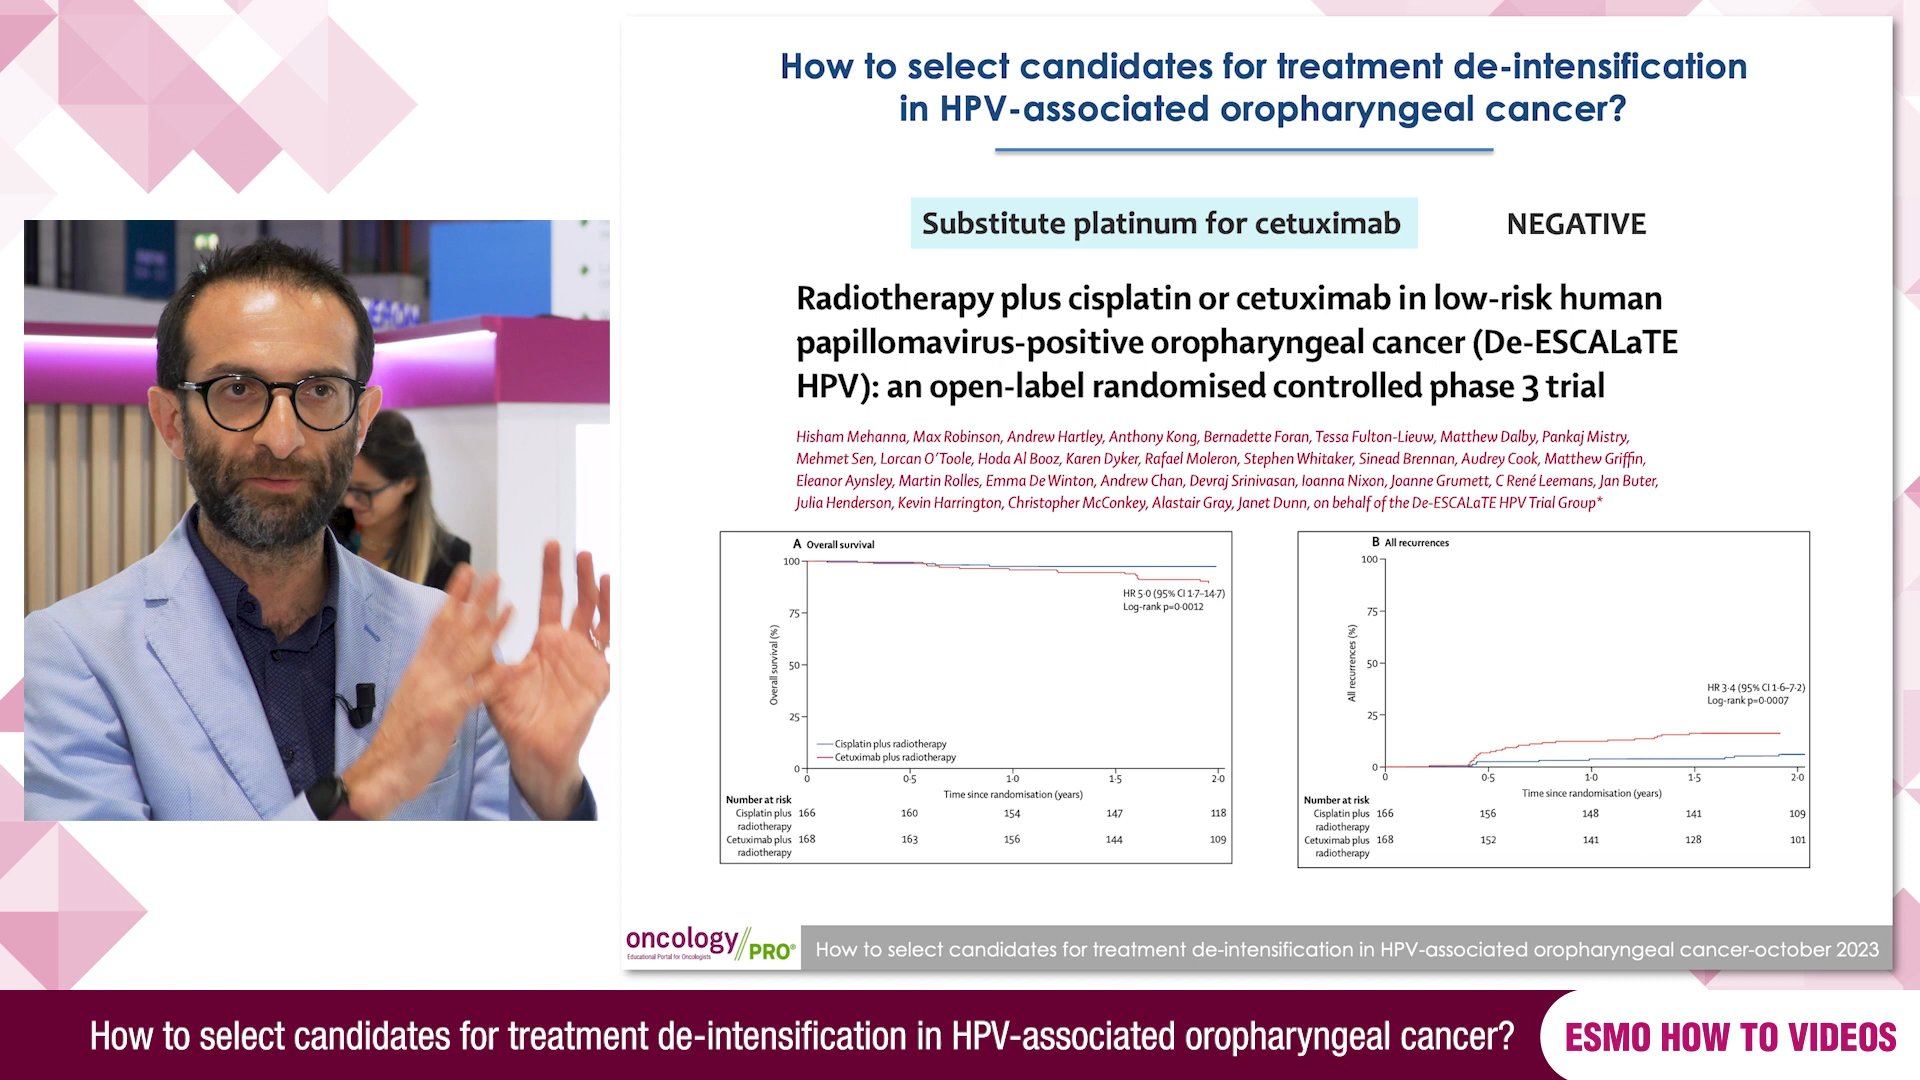 How to select candidates for treatment de-intensification
in HPV-associated oropharyngeal cancer?
Substitute platinum for cetuximab
NEGATIVE
Radiotherapy plus cisplatin or cetuximab in low-risk human
papillomavirus-positive oropharyngeal cancer (De-ESCALaTE
HPV): an open-label randomised controlled phase 3 trial
Hisham Mehanna, Max Robinson, Andrew Hartley, Anthony Kong, Bernadette Foran, Tessa Fulton-Lieuw, Matthew Dalby, Pankaj Mistry,
Mehmet Sen, Lorcan O'Toole, Hoda Al Booz, Karen Dyker, Rafael Moleron, Stephen Whitaker, Sinead Brennan, Audrey Cook, Matthew Griffin,
Eleanor Aynsley, Martin Rolles, Emma De Winton, Andrew Chan, Devraj Srinivasan, Ioanna Nixon, Joanne Grumett, C René Leemans, Jan Buter,
Julia Henderson, Kevin Harrington, Christopher McConkey, Alastair Gray, Janet Dunn, on behalf of the De-ESCALaTE HPV Trial Group*
A Overall survival
100
75
50
25
0
Overall survival (%)
HR 5·0 (95% CI 1·7–14·7)
Log-rank p=0·0012
Cisplatin plus radiotherapy
Cetuximab plus radiotherapy
0 0·5 1·0 1·5 2·0
Time since randomisation (years)
Number at risk
Cisplatin plus 166 160 154 147 118
radiotherapy
Cetuximab plus 168 163 156 144 109
radiotherapy
B All recurrences
100
75
50
25
0
All recurrences (%)
HR 3·4 (95% CI 1·6–7·2)
Log-rank p=0·0007
0 0·5 1·0 1·5 2·0
Time since randomisation (years)
Number at risk
Cisplatin plus 166 156 148 141 109
radiotherapy
Cetuximab plus 168 152 141 128 101
radiotherapy
oncology//PRO®
Educational Portal for Oncologists
How to select candidates for treatment de-intensification in HPV-associated oropharyngeal cancer-october 2023
How to select candidates for treatment de-intensification in HPV-associated oropharyngeal cancer?
ESMO HOW TO VIDEOS